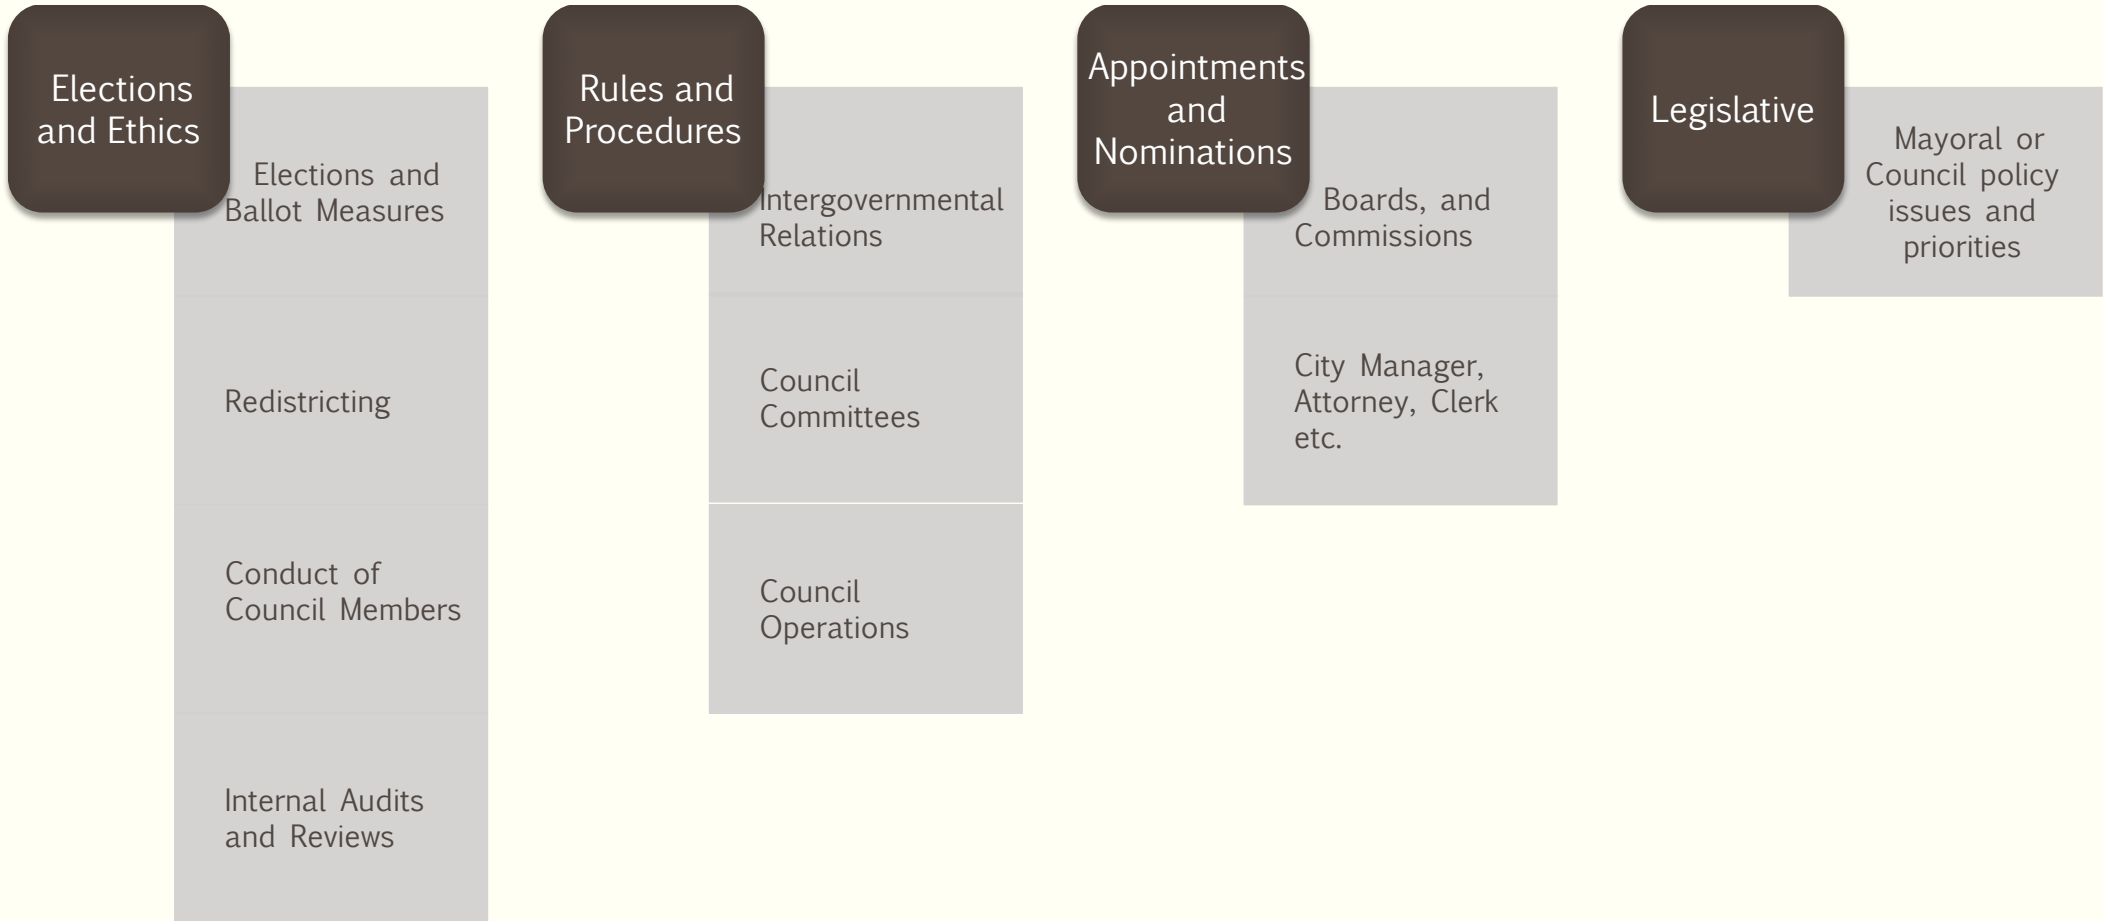 Elections
and Ethics
Elections and
Ballot Measures
Redistricting
Conduct of
Council Members
Internal Audits
and Reviews
Rules and
Procedures
Intergovernmental
Relations
Council
Committees
Council
Operations
Appointments
and
Nominations
Boards, and
Commissions
City Manager,
Attorney, Clerk
etc.
Legislative
Mayoral or
Council policy
issues and
priorities